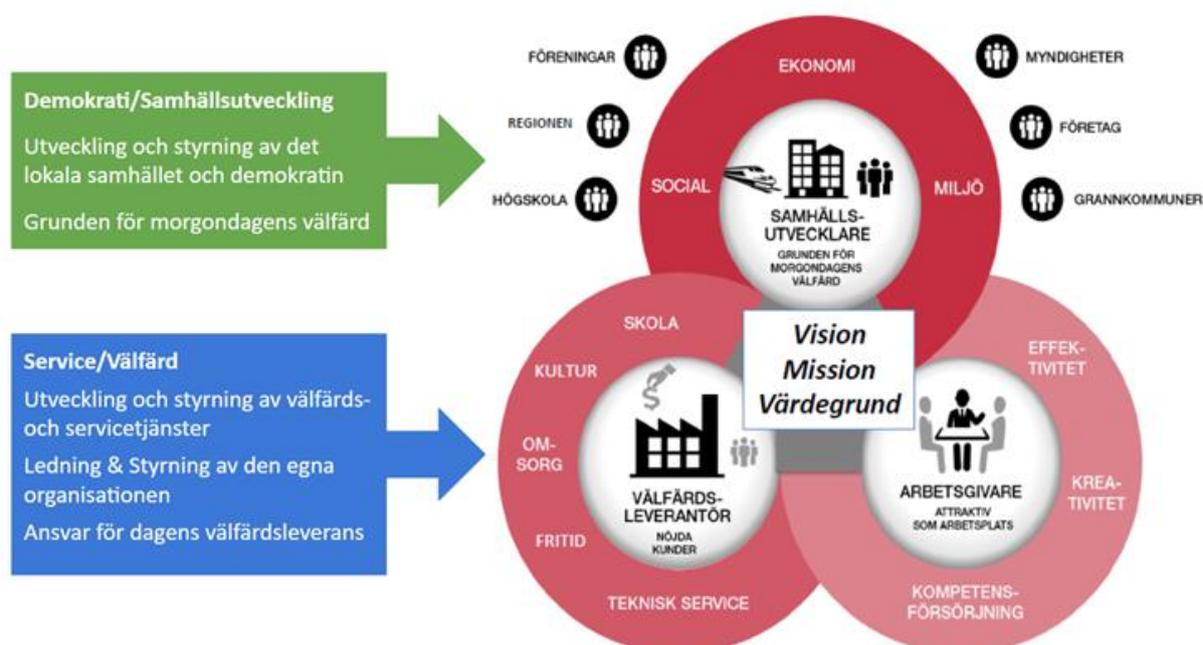 Demokrati/Samhällsutveckling
Utveckling och styrning av det
lokala samhället och demokratin
Grunden för morgondagens välfärd
Service/Välfärd
Utveckling och styrning av välfärds-
och servicetjänster
Ledning & Styrning av den egna
organisationen
Ansvar för dagens välfärdsleverans
FÖRENINGAR
REGIONEN
HÖGSKOLA
MYNDIGHETER
FÖRETAG
GRANNKOMMUNER
EKONOMI
SOCIAL
MILJÖ
SAMHÄLLS-
UTVECKLARE
GRUNDEN FÖR
MORGONDAGENS
VÄLFÄRD
Vision
Mission
Värdegrund
SKOLA
KULTUR
OM-
SORG
FRITID
TEKNISK SERVICE
VÄLFÄRDS-
LEVERANTÖR
NÖJDA
KUNDER
EFFEK-
TIVITET
KREA-
TIVITET
KOMPETENS-
FÖRSÖRJNING
ARBETSGIVARE
ATTRAKTIV
SOM ARBETSPLATS